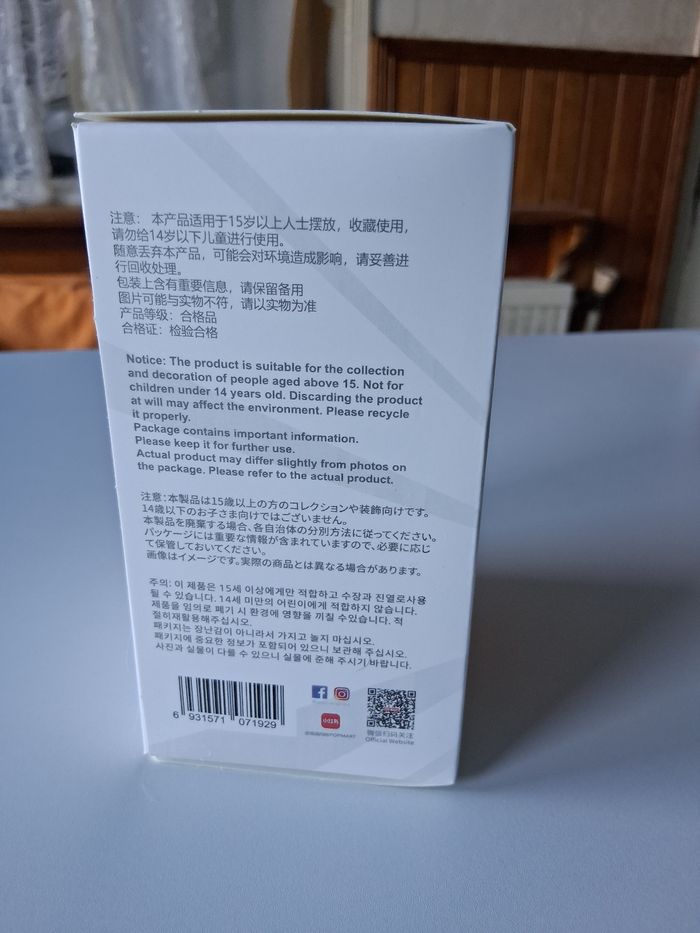 注意： 本产品适用于15岁以上人士摆放，收藏使用，
请勿给14岁以下儿童进行使用。
随意丢弃本产品，可能会对环境造成影响，请妥善进
行回收处理。
包装上含有重要信息，请保留备用
图片可能与实物不符，请以实物为准
产品等级：合格品
合格证：检验合格
Notice: The product is suitable for the collection
and decoration of people aged above 15. Not for
children under 14 years old. Discarding the product
at will may affect the environment. Please recycle
it properly.
Package contains important information.
Please keep it for further use.
Actual product may differ slightly from photos on
the package. Please refer to the actual product.
注意：本製品は15歳以上の方のコレクションや装飾向けです。
14歳以下のお子さま向けではございません。
本製品を廃棄する場合、各自治体の分別方法に従ってください。
パッケージには重要な情報が含まれていますので、必要に応じ
て保管しておいてください。
画像はイメージです。実際の商品とは異なる場合があります。
주의: 이 제품은 15세 이상에게만 적합하고 수장과 진열로사용
될 수 있습니다. 14세 미만의 어린이에게 적합하지 않습니다.
제품을 임의로 폐기 시 환경에 영향을 끼칠 수있습니다. 적
절히재활용해주십시오.
패키지는 장난감이 아니라서 가지고 놀지 마십시오.
패키지에 중요한 정보가 포함되어 있으니 보관해 주십시오.
사진과 실물이 다를 수 있으니 실물에 준해 주시기 바랍니다.
6 931571 071929
小红书
微信扫码关注
Official Website